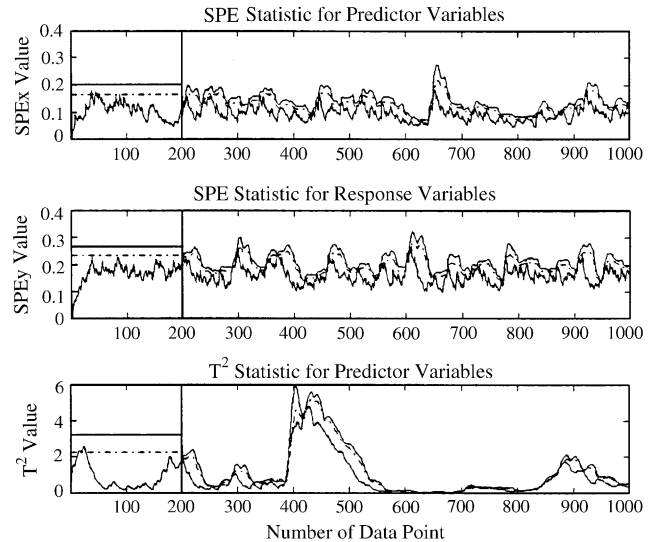 SPE Statistic for Predictor Variables
SPEx Value
0.4
0.3
0.2
0.1
0
100 200 300 400 500 600 700 800 900 1000
SPE Statistic for Response Variables
SPEy Value
0.4
0.3
0.2
0.1
0
100 200 300 400 500 600 700 800 900 1000
T² Statistic for Predictor Variables
T² Value
6
4
2
0
100 200 300 400 500 600 700 800 900 1000
Number of Data Point